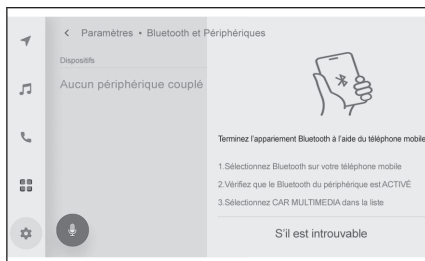 Paramètres • Bluetooth et Périphériques
Dispositifs
Aucun périphérique couplé
Terminez l'appariement Bluetooth à l'aide du téléphone mobile
1.Sélectionnez Bluetooth sur votre téléphone mobile
2.Vérifiez que le Bluetooth du périphérique est ACTIVÉ
3.Sélectionnez CAR MULTIMEDIA dans la liste
S'il est introuvable